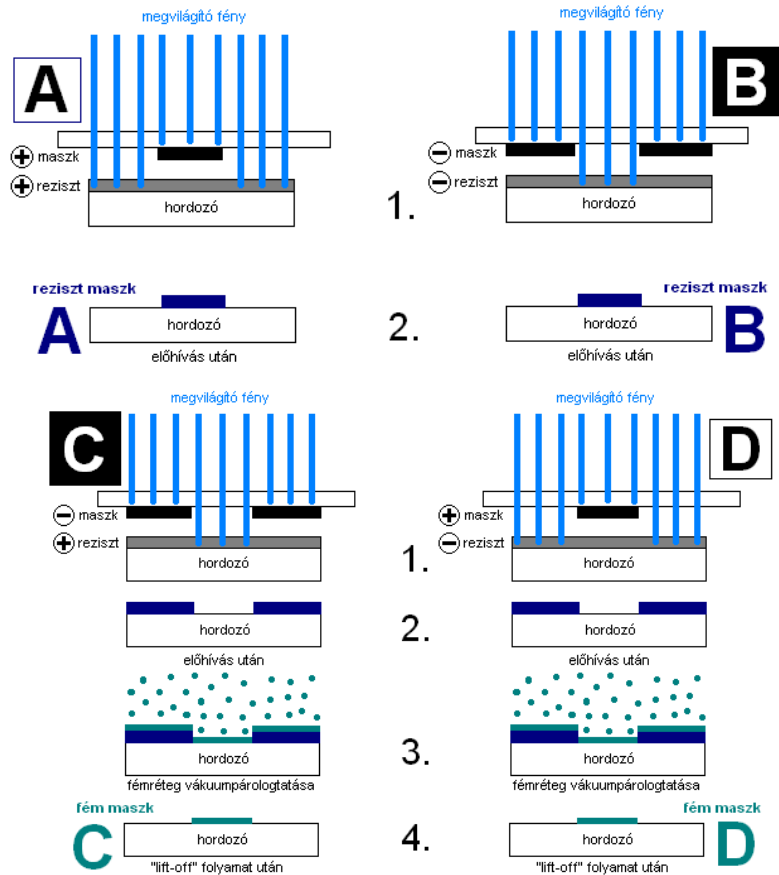 megvilágító fény
megvilágító fény
A
B
+ maszk
− maszk
+ reziszt
− reziszt
hordozó
hordozó
1.
reziszt maszk
reziszt maszk
A
hordozó
2.
hordozó
B
előhívás után
előhívás után
megvilágító fény
megvilágító fény
C
D
− maszk
+ maszk
+ reziszt
− reziszt
hordozó
1.
hordozó
hordozó
2.
hordozó
előhívás után
előhívás után
hordozó
3.
hordozó
fémréteg vákuumpárologtatása
fémréteg vákuumpárologtatása
fém maszk
fém maszk
C
hordozó
4.
hordozó
D
"lift-off" folyamat után
"lift-off" folyamat után